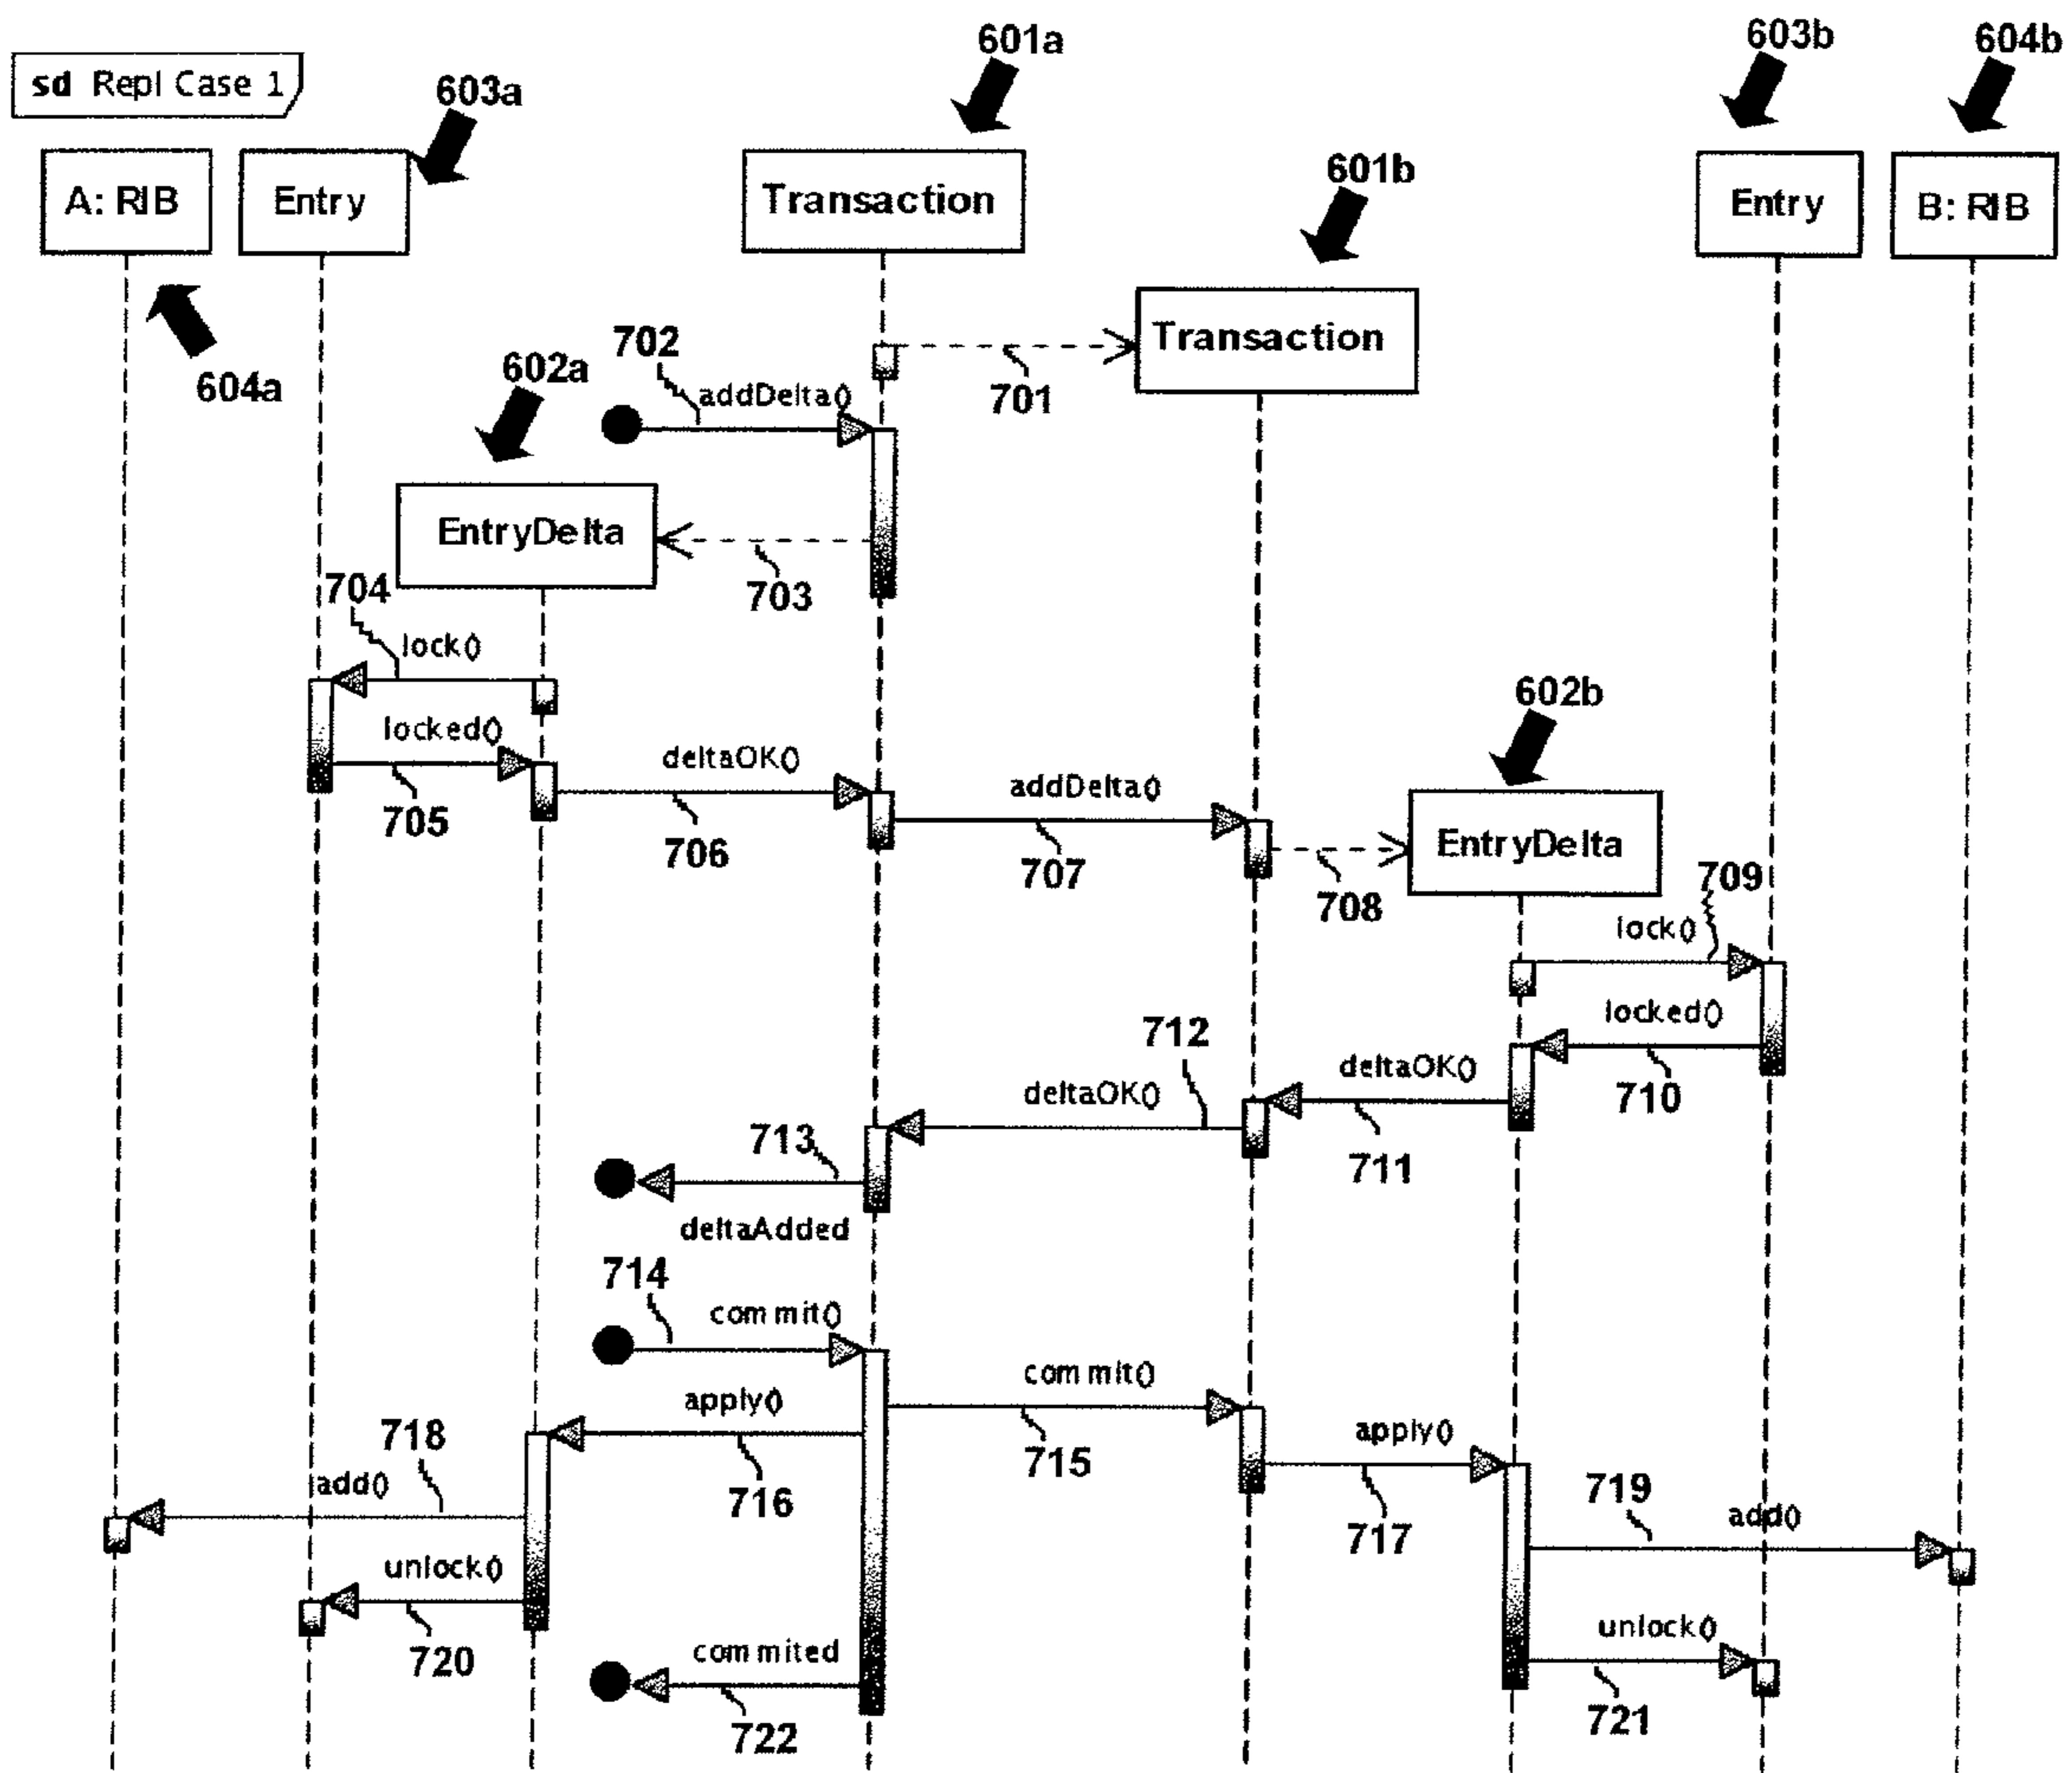 601a
603b
604b
sd Repl Case 1
603a
A: RIB
Entry
Transaction
601b
Entry
B: RIB
Transaction
702
602a
604a
addDelta()
701
EntryDelta
703
704
lock()
602b
locked()
deltaOK()
addDelta()
705
706
707
EntryDelta
709
708
lock()
locked()
712
deltaOK()
710
deltaOK()
713
711
deltaAdded
714
commit()
commit()
718
apply()
715
apply()
add()
716
719
717
add()
unlock()
unlock()
720
commited
721
722